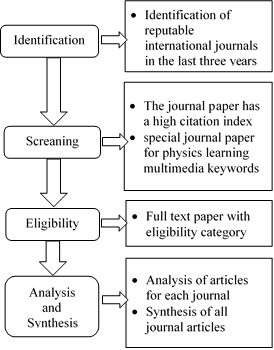 Identification
• Identification of
reputable
international journals
in the last three years
Screaning
• The journal paper has
a high citation index
• special journal paper
for physics learning
multimedia keywords
Eligibility
• Full text paper with
eligibility category
Analysis
and
Synthesis
• Analysis of articles
for each journal
• Synthesis of all
journal articles